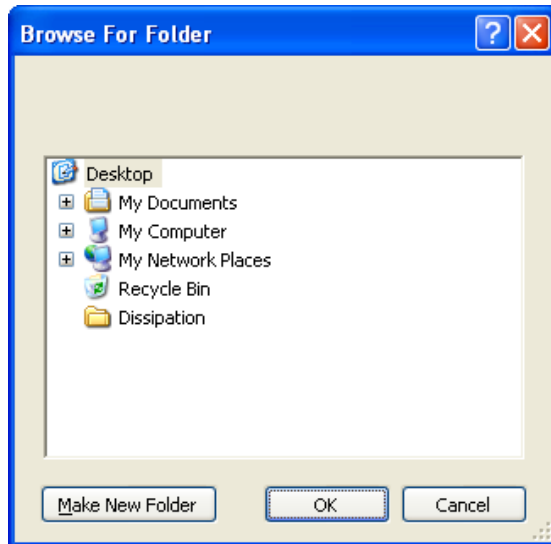 Browse For Folder
Desktop
My Documents
My Computer
My Network Places
Recycle Bin
Dissipation
Make New Folder OK Cancel